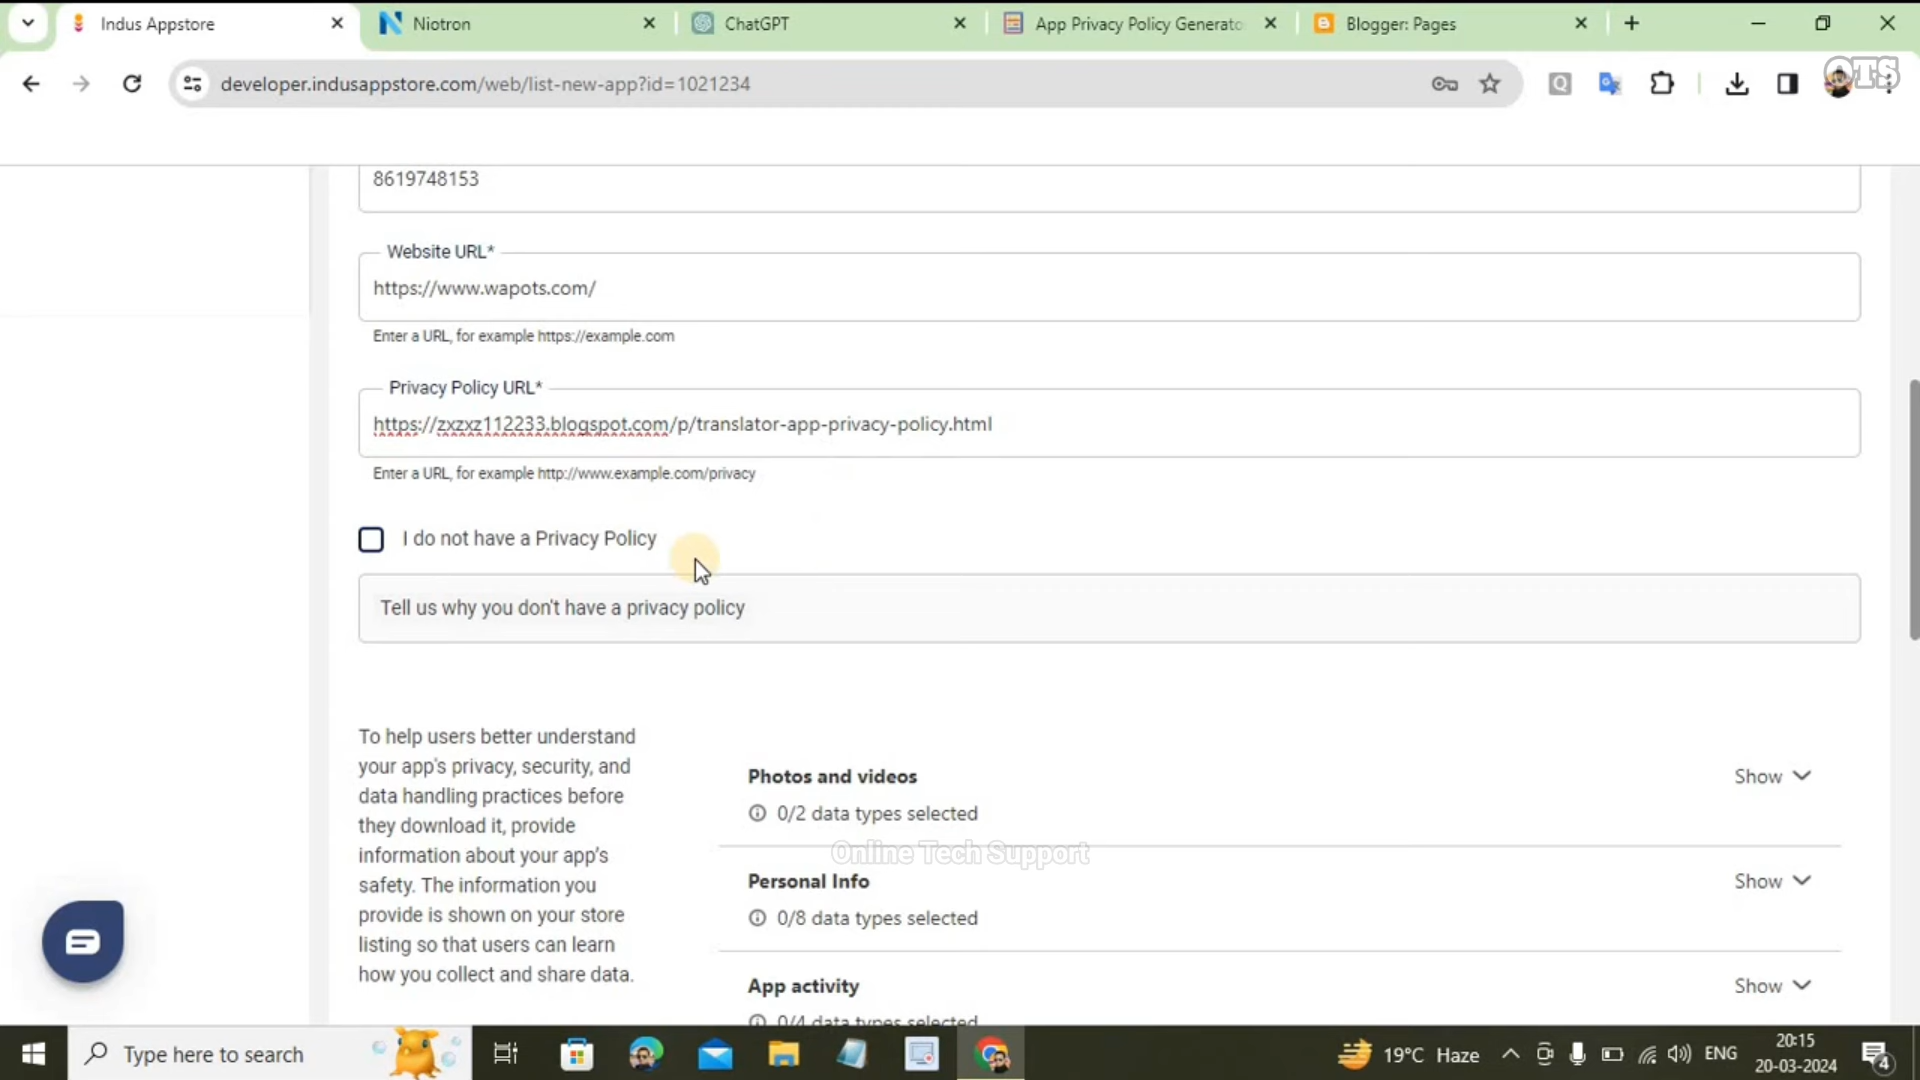 Indus Appstore
Niotron
ChatGPT
App Privacy Policy Generato
Blogger: Pages
developer.indusappstore.com/web/list-new-app?id=1021234
OTS
8619748153
Website URL*
https://www.wapots.com/
Enter a URL, for example https://example.com
Privacy Policy URL*
https://zxzxz112233.blogspot.com/p/translator-app-privacy-policy.html
Enter a URL, for example http://www.example.com/privacy
I do not have a Privacy Policy
Tell us why you don't have a privacy policy
To help users better understand
your app's privacy, security, and
data handling practices before
they download it, provide
information about your app's
safety. The information you
provide is shown on your store
listing so that users can learn
how you collect and share data.
Photos and videos
Show
0/2 data types selected
Online Tech Support
Personal Info
Show
0/8 data types selected
App activity
Show
0/4 data types selected
Type here to search
19°C Haze
ENG
20:15
20-03-2024
4